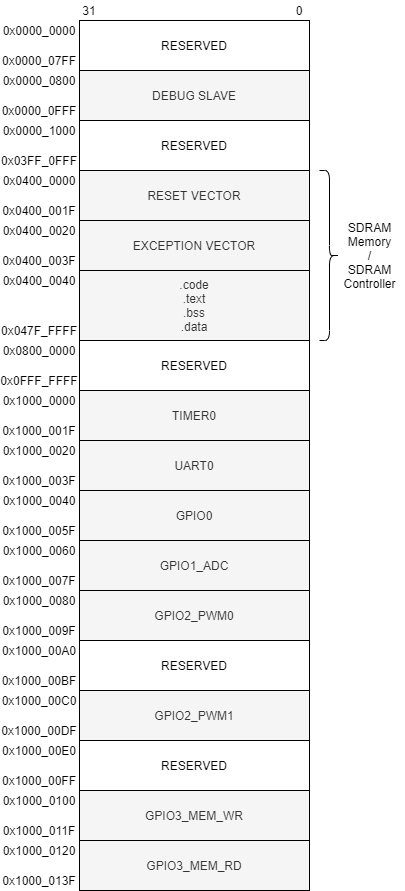 31 0
0x0000_0000
RESERVED
0x0000_07FF
0x0000_0800
DEBUG SLAVE
0x0000_0FFF
0x0000_1000
RESERVED
0x03FF_0FFF
0x0400_0000
RESET VECTOR
0x0400_001F
0x0400_0020
EXCEPTION VECTOR
0x0400_003F
0x0400_0040
.code
.text
.bss
.data
0x047F_FFFF
SDRAM
Memory
/
SDRAM
Controller
0x0800_0000
RESERVED
0x0FFF_FFFF
0x1000_0000
TIMER0
0x1000_001F
0x1000_0020
UART0
0x1000_003F
0x1000_0040
GPIO0
0x1000_005F
0x1000_0060
GPIO1_ADC
0x1000_007F
0x1000_0080
GPIO2_PWM0
0x1000_009F
0x1000_00A0
RESERVED
0x1000_00BF
0x1000_00C0
GPIO2_PWM1
0x1000_00DF
0x1000_00E0
RESERVED
0x1000_00FF
0x1000_0100
GPIO3_MEM_WR
0x1000_011F
0x1000_0120
GPIO3_MEM_RD
0x1000_013F